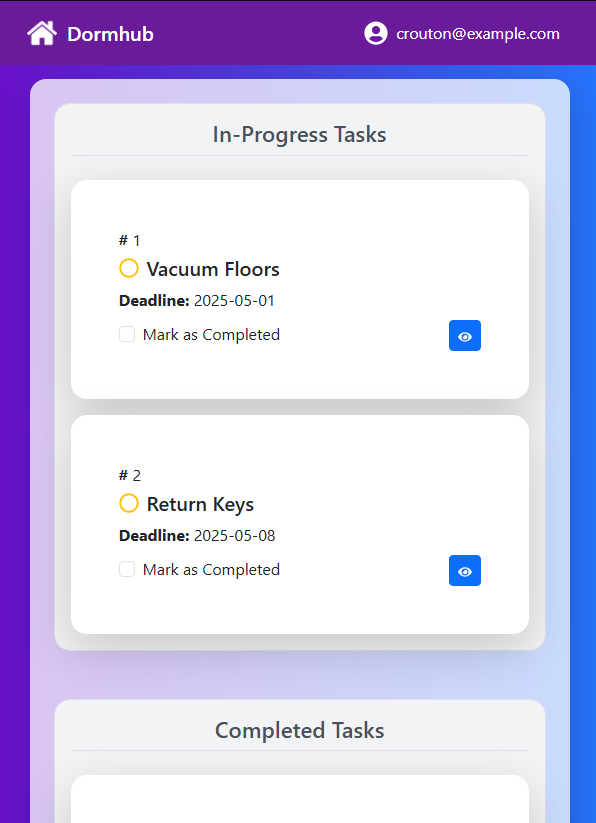 Dormhub
crouton@example.com
In-Progress Tasks
# 1
Vacuum Floors
Deadline: 2025-05-01
Mark as Completed
# 2
Return Keys
Deadline: 2025-05-08
Mark as Completed
Completed Tasks